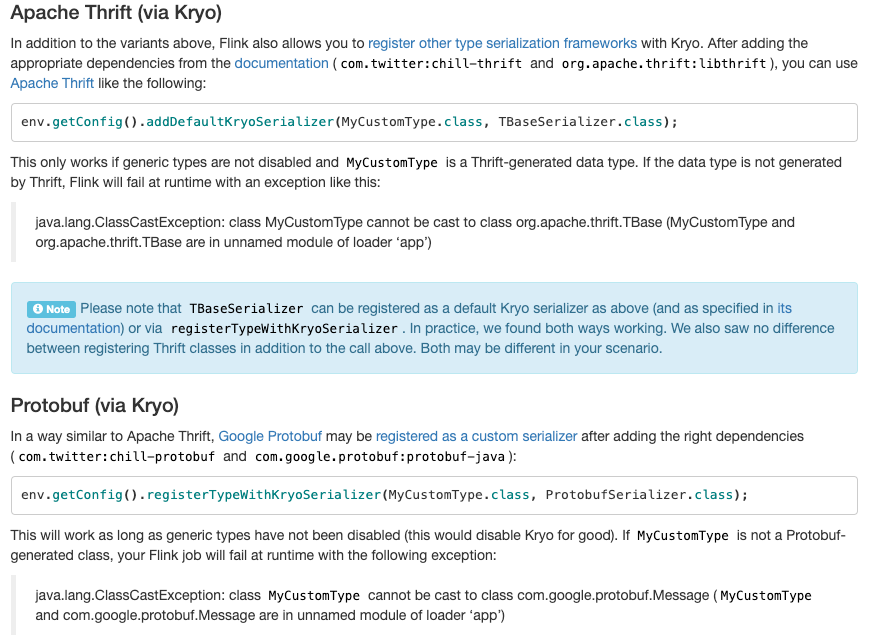 Apache Thrift (via Kryo)
In addition to the variants above, Flink also allows you to register other type serialization frameworks with Kryo. After adding the
appropriate dependencies from the documentation ( com.twitter:chill-thrift and org.apache.thrift:libthrift ), you can use
Apache Thrift like the following:
env.getConfig().addDefaultKryoSerializer(MyCustomType.class, TBaseSerializer.class);
This only works if generic types are not disabled and MyCustomType is a Thrift-generated data type. If the data type is not generated
by Thrift, Flink will fail at runtime with an exception like this:
java.lang.ClassCastException: class MyCustomType cannot be cast to class org.apache.thrift.TBase (MyCustomType and
org.apache.thrift.TBase are in unnamed module of loader ‘app’)
Note Please note that TBaseSerializer can be registered as a default Kryo serializer as above (and as specified in its
documentation) or via registerTypeWithKryoSerializer . In practice, we found both ways working. We also saw no difference
between registering Thrift classes in addition to the call above. Both may be different in your scenario.
Protobuf (via Kryo)
In a way similar to Apache Thrift, Google Protobuf may be registered as a custom serializer after adding the right dependencies
( com.twitter:chill-protobuf and com.google.protobuf:protobuf-java ):
env.getConfig().registerTypeWithKryoSerializer(MyCustomType.class, ProtobufSerializer.class);
This will work as long as generic types have not been disabled (this would disable Kryo for good). If MyCustomType is not a Protobuf-
generated class, your Flink job will fail at runtime with the following exception:
java.lang.ClassCastException: class MyCustomType cannot be cast to class com.google.protobuf.Message ( MyCustomType
and com.google.protobuf.Message are in unnamed module of loader ‘app’)